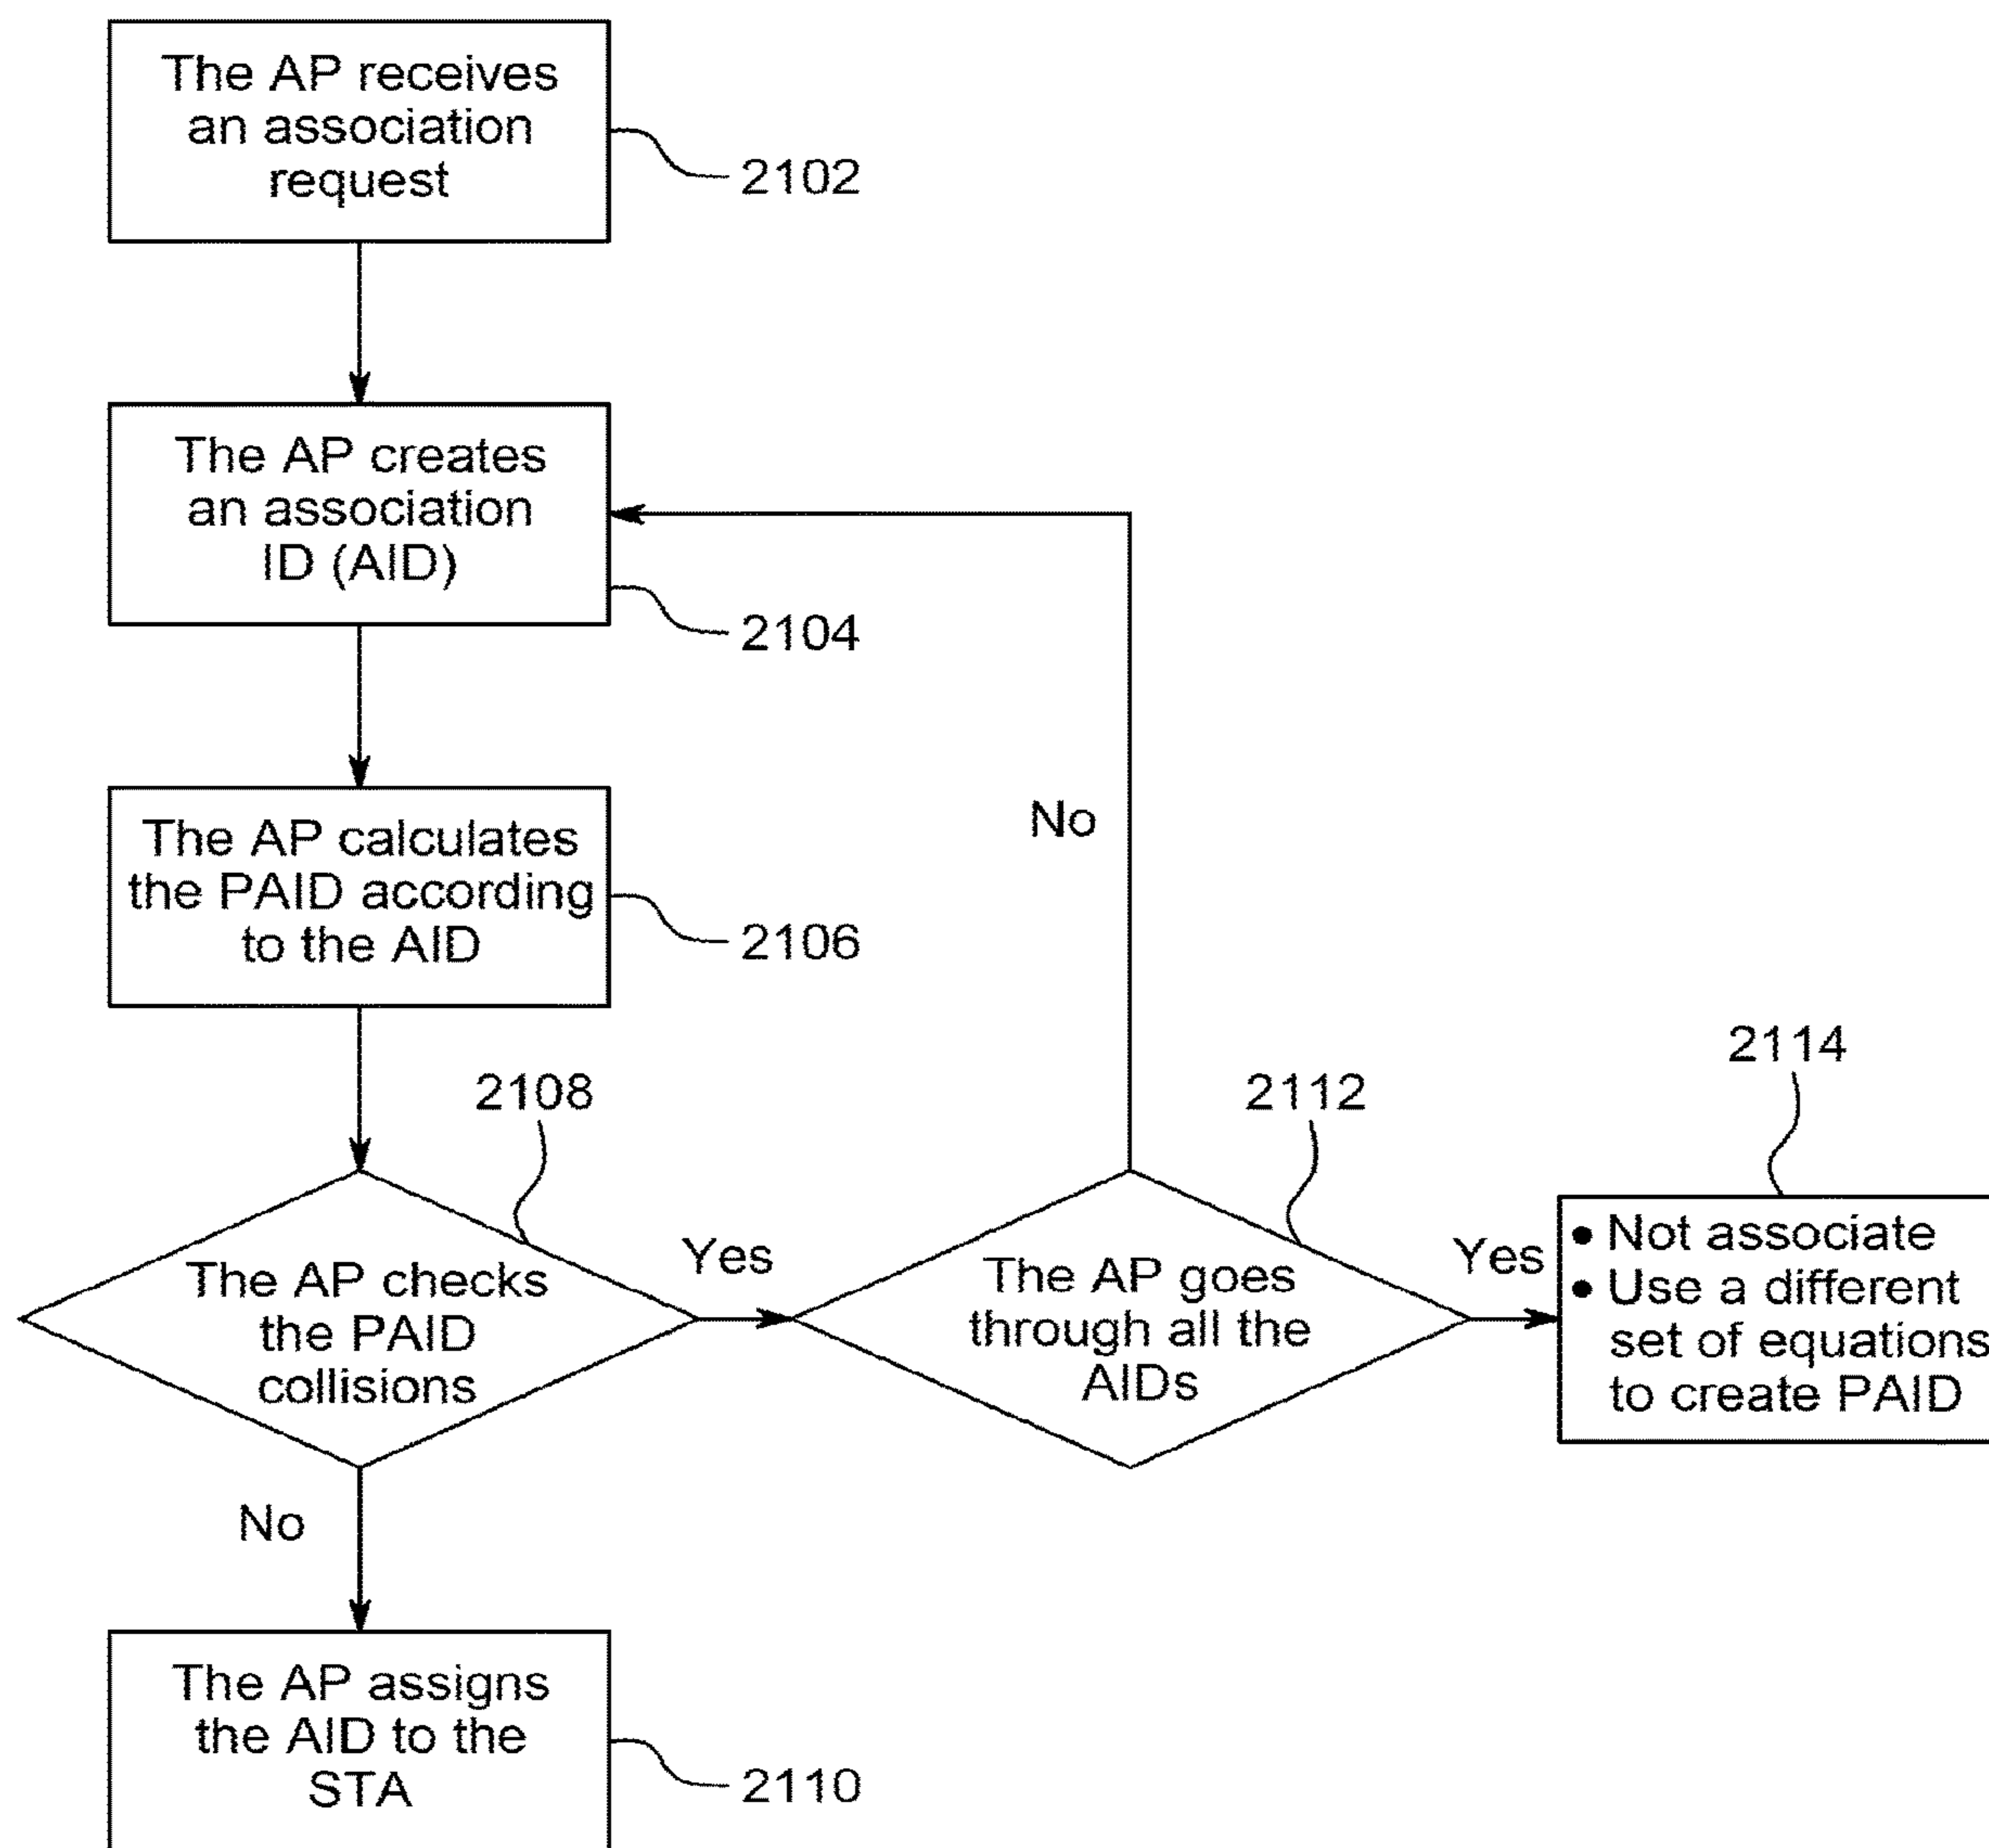 The AP receives
an association
request
2102
The AP creates
an association
ID (AID)
2104
The AP calculates
the PAID according
to the AID
2106
No
2108
The AP checks
the PAID
collisions
Yes
2112
The AP goes
through all the
AIDs
Yes
2114
• Not associate
• Use a different
set of equations
to create PAID
No
The AP assigns
the AID to the
STA
2110